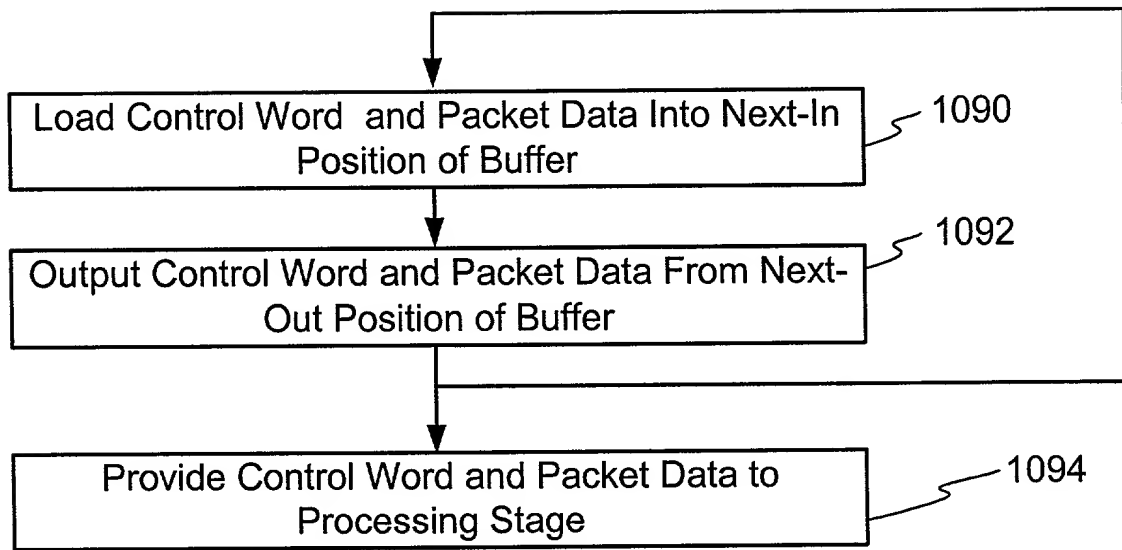 Load Control Word and Packet Data Into Next-In
Position of Buffer
1090
Output Control Word and Packet Data From Next-
Out Position of Buffer
1092
Provide Control Word and Packet Data to
Processing Stage
1094